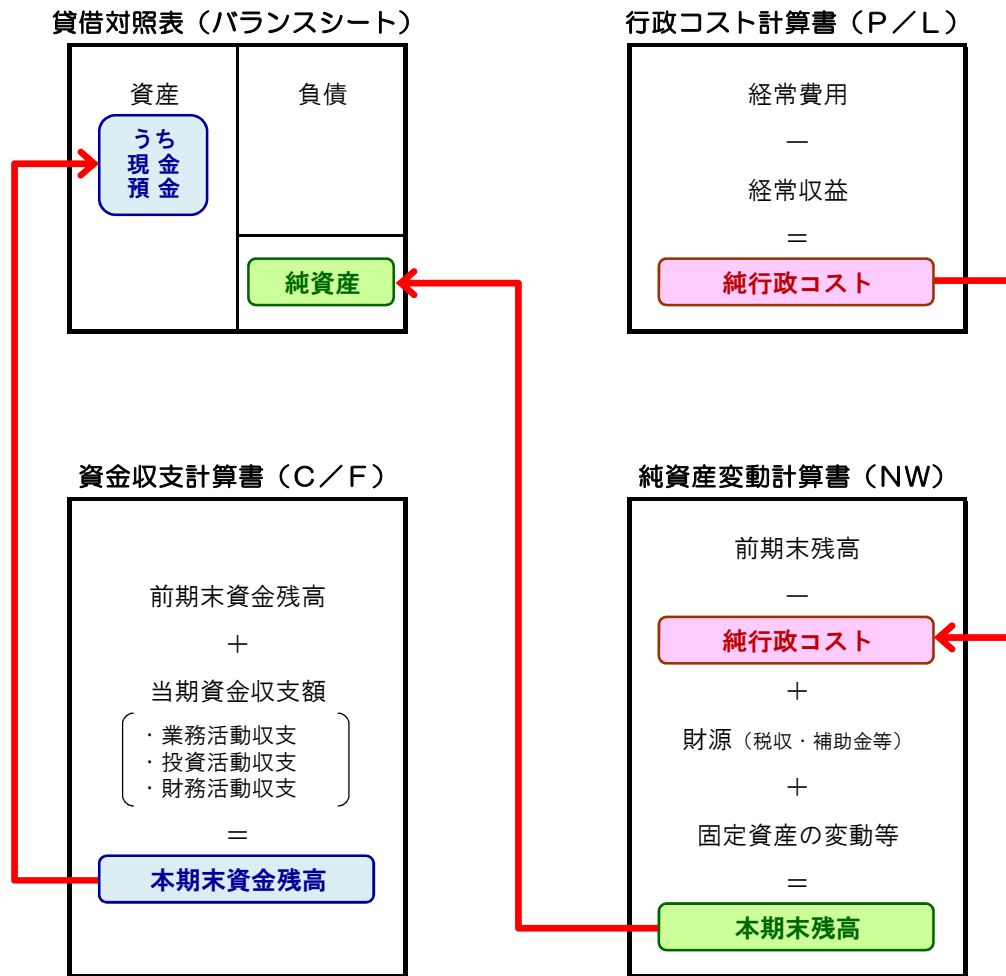 貸借対照表（バランスシート）
資産
うち
現金
預金
負債
純資産
行政コスト計算書（Ｐ／Ｌ）
経常費用
－
経常収益
＝
純行政コスト
資金収支計算書（Ｃ／Ｆ）
前期末資金残高
＋
当期資金収支額
・業務活動収支
・投資活動収支
・財務活動収支
＝
本期末資金残高
純資産変動計算書（ＮＷ）
前期末残高
－
純行政コスト
＋
財源（税収・補助金等）
＋
固定資産の変動等
＝
本期末残高